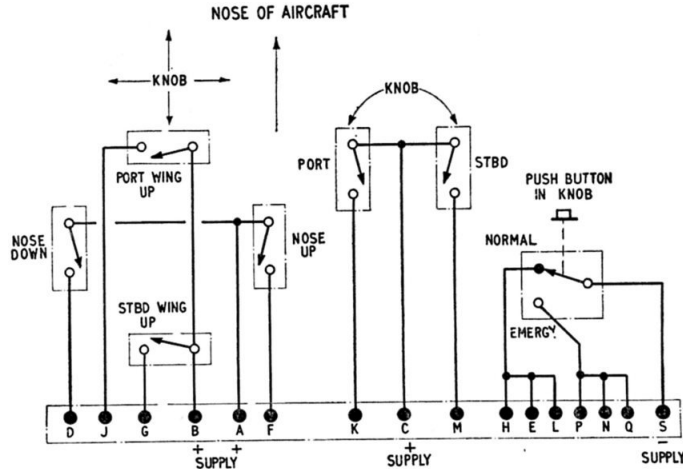 NOSE OF AIRCRAFT
KNOB
KNOB
PORT
STBD
PORT WING
UP
PUSH BUTTON
IN KNOB
NORMAL
NOSE
DOWN
NOSE
UP
STBD WING
UP
EMERGY.
D J G B A F K C M H E L P N Q S
+ + + −
SUPPLY SUPPLY SUPPLY